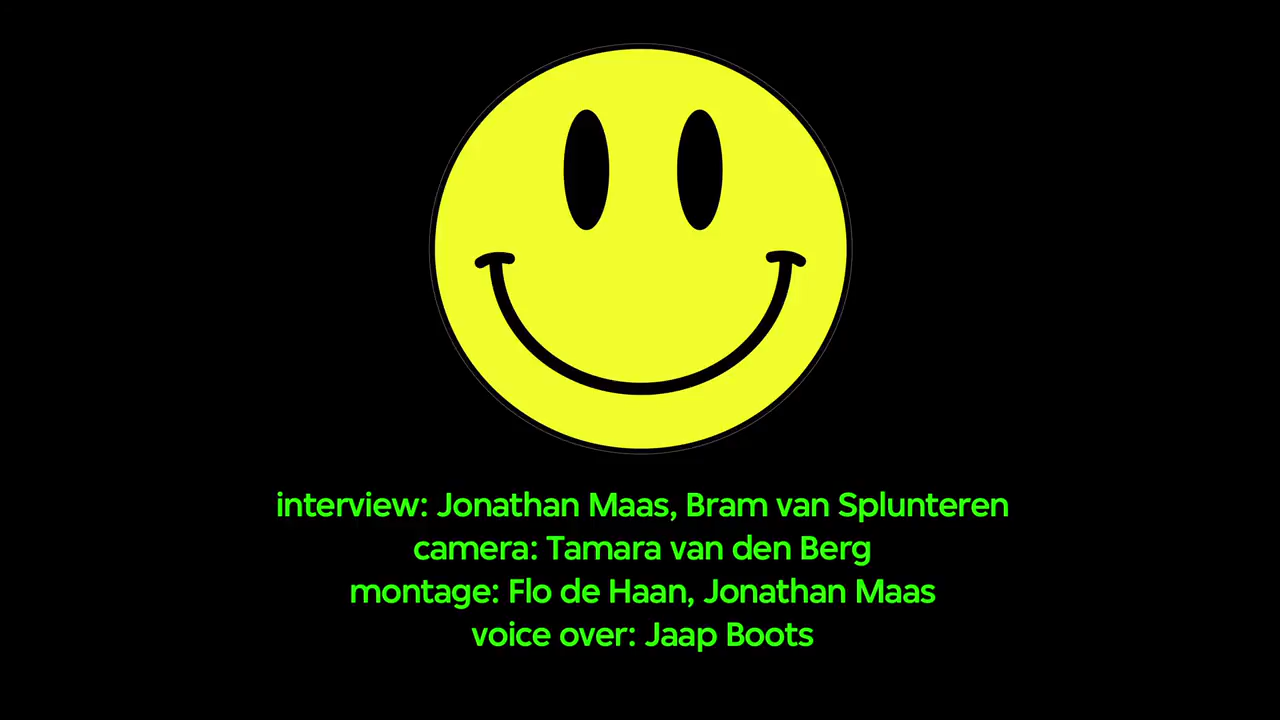 interview: Jonathan Maas, Bram van Splunteren
camera: Tamara van den Berg
montage: Flo de Haan, Jonathan Maas
voice over: Jaap Boots